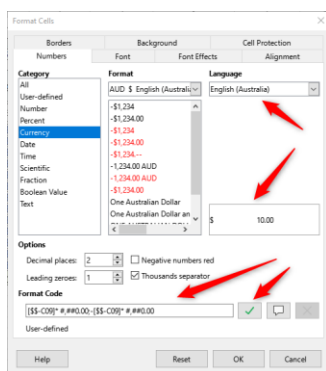 Format Cells
Borders Background Cell Protection
Numbers Font Font Effects Alignment
Category Format Language
All
User-defined
Number
Percent
Currency
Date
Time
Scientific
Fraction
Boolean Value
Text
AUD $ English (Australia
English (Australia)
-$1,234
-$1,234.00
-$1,234
-$1,234.00
-$1,234.--
-1,234.00 AUD
-1,234.00 AUD
-$1,234.00
One Australian Dollar
One Australian Dollar an
$ 10.00
Options
Decimal places: 2 Negative numbers red
Leading zeroes: 1 Thousands separator
Format Code
[$$-C09]* #,##0.00;-[$$-C09]* #,##0.00
User-defined
Help Reset OK Cancel